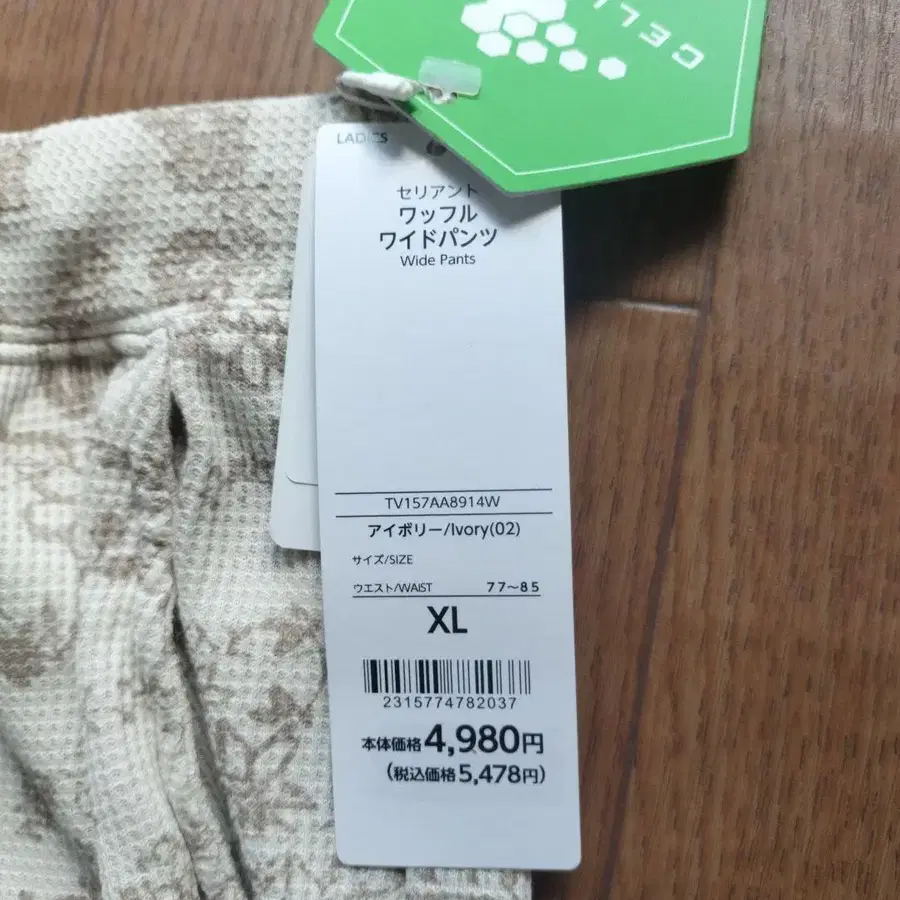 CELL
LADIES
セリアント
ワッフル
ワイドパンツ
Wide Pants
TV157AA8914W
アイボリー/Ivory(02)
サイズ/SIZE
ウエスト/WAIST 77〜85
XL
2315774782037
本体価格4,980円
(税込価格5,478円)